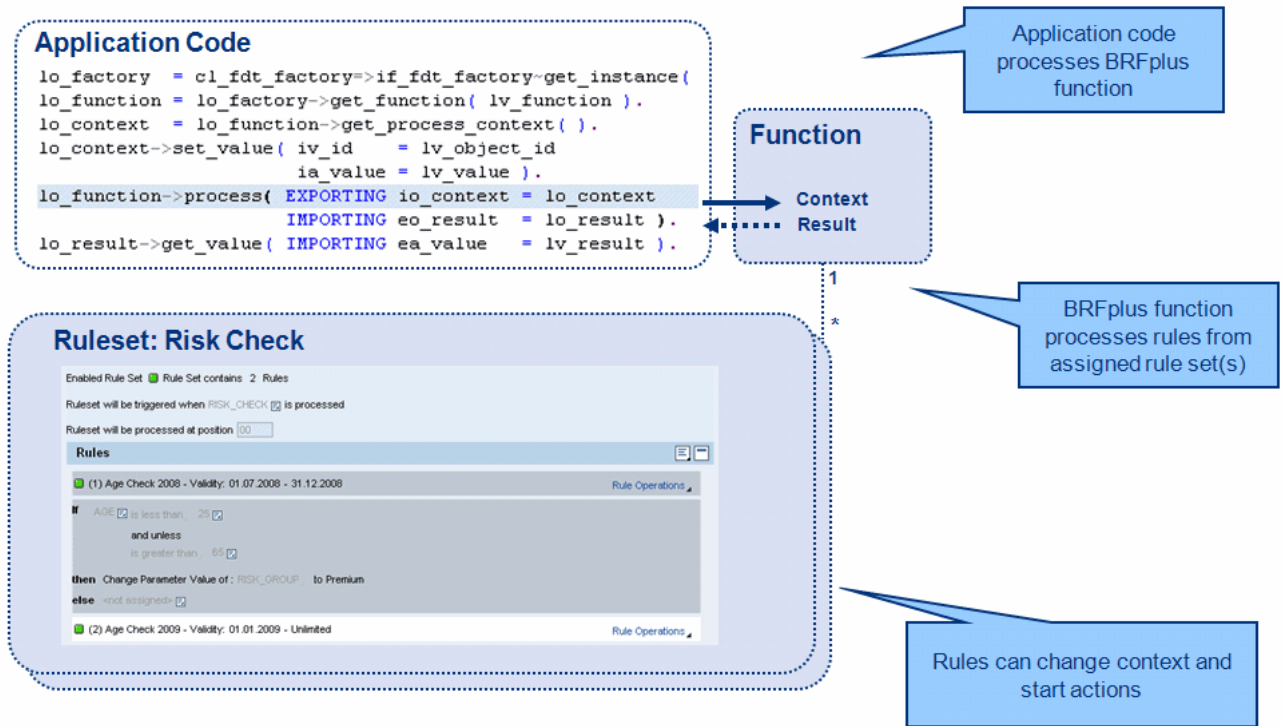 Application Code
lo_factory = cl_fdt_factory=>if_fdt_factory~get_instance(
lo_function = lo_factory->get_function( lv_function ).
lo_context = lo_function->get_process_context( ).
lo_context->set_value( iv_id = lv_object_id
ia_value = lv_value ).
lo_function->process( EXPORTING io_context = lo_context
IMPORTING eo_result = lo_result ).
lo_result->get_value( IMPORTING ea_value = lv_result ).
Application code
processes BRFplus
function
Function
Context
Result
1
*
BRFplus function
processes rules from
assigned rule set(s)
Ruleset: Risk Check
Enabled Rule Set Rule Set contains 2 Rules
Ruleset will be triggered when RISK_CHECK is processed
Ruleset will be processed at position 00
Rules
(1) Age Check 2008 - Validity: 01.07.2008 - 31.12.2008 Rule Operations
If AGE is less than 25
and unless
is greater than 65
then Change Parameter Value of : RISK_GROUP to Premium
else <not assigned>
(2) Age Check 2009 - Validity: 01.01.2009 - Unlimited Rule Operations
Rules can change context and
start actions